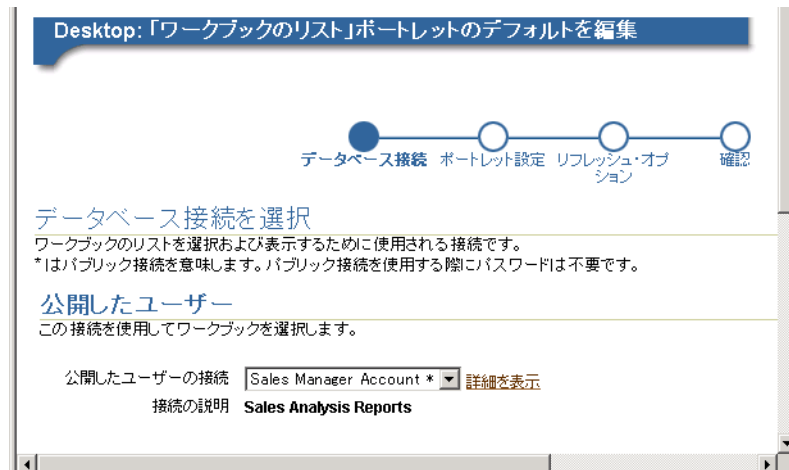 Desktop:「ワークブックのリスト」ポートレットのデフォルトを編集
データベース接続 ポートレット設定 リフレッシュ・オプ 確認
ション
データベース接続を選択
ワークブックのリストを選択および表示するために使用される接続です。
*はパブリック接続を意味します。パブリック接続を使用する際にパスワードは不要です。
公開したユーザー
この接続を使用してワークブックを選択します。
公開したユーザーの接続 Sales Manager Account * 詳細を表示
接続の説明 Sales Analysis Reports